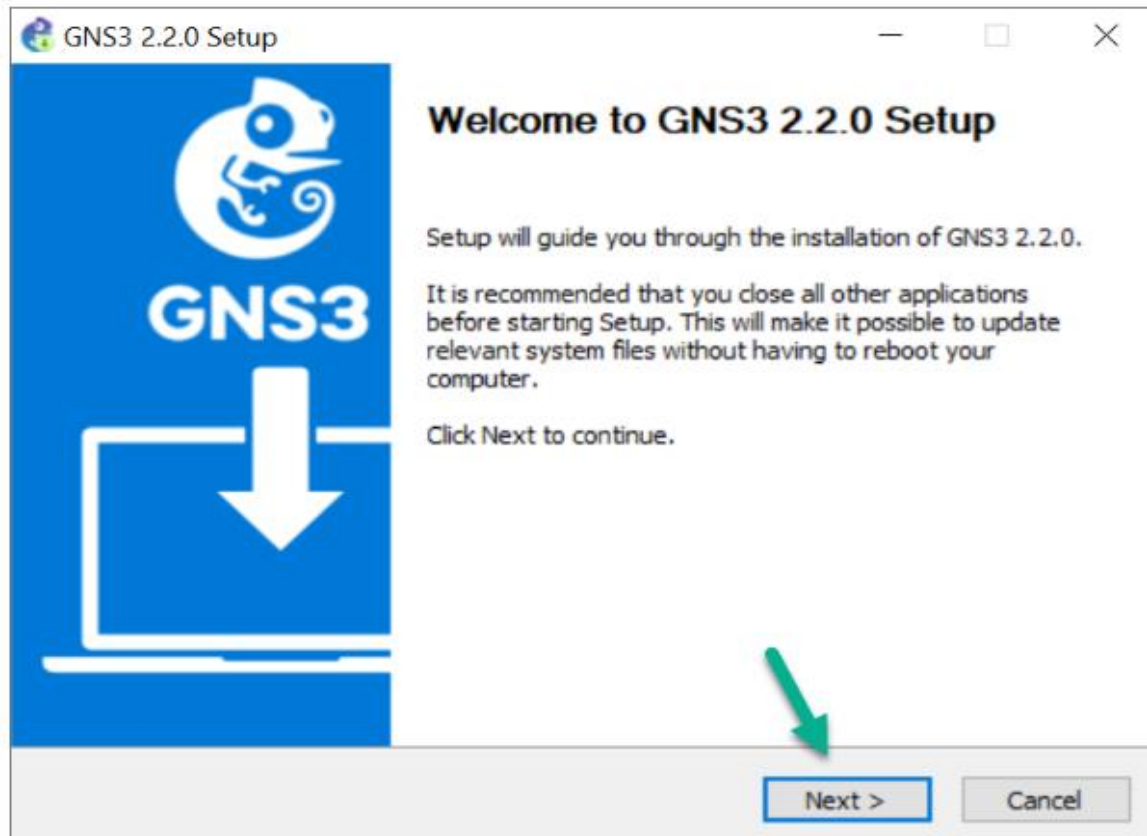 GNS3 2.2.0 Setup
GNS3
Welcome to GNS3 2.2.0 Setup
Setup will guide you through the installation of GNS3 2.2.0.
It is recommended that you close all other applications
before starting Setup. This will make it possible to update
relevant system files without having to reboot your
computer.
Click Next to continue.
Next >
Cancel